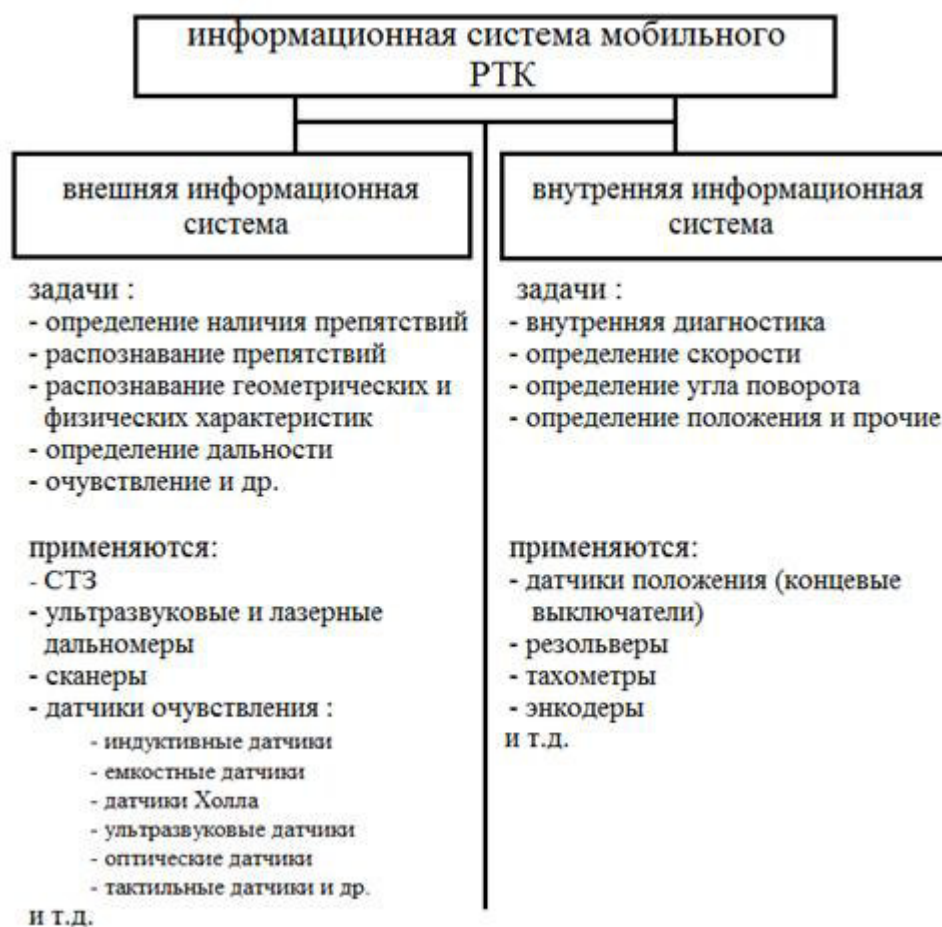 информационная система мобильного
РТК
внешняя информационная
система
задачи :
- определение наличия препятствий
- распознавание препятствий
- распознавание геометрических и
физических характеристик
- определение дальности
- очувствление и др.
применяются:
- СТЗ
- ультразвуковые и лазерные
дальномеры
- сканеры
- датчики очувствления :
- индуктивные датчики
- емкостные датчики
- датчики Холла
- ультразвуковые датчики
- оптические датчики
- тактильные датчики и др.
и т.д.
внутренняя информационная
система
задачи :
- внутренняя диагностика
- определение скорости
- определение угла поворота
- определение положения и прочие
применяются:
- датчики положения (концевые
выключатели)
- резольверы
- тахометры
- энкодеры
и т.д.